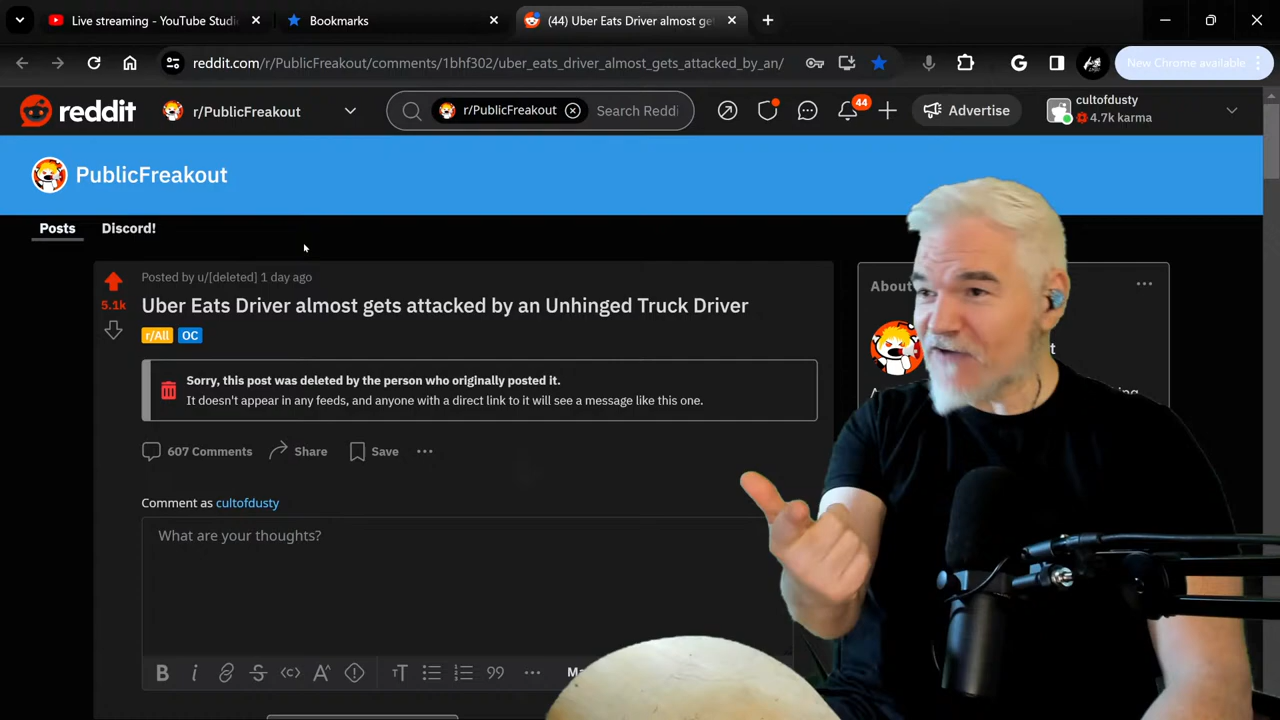 Live streaming - YouTube Studi
Bookmarks
(44) Uber Eats Driver almost ge
reddit.com/r/PublicFreakout/comments/1bhf302/uber_eats_driver_almost_gets_attacked_by_an/
New Chrome available
reddit
r/PublicFreakout
r/PublicFreakout
Search Reddi
44
Advertise
cultofdusty
4.7k karma
PublicFreakout
Posts
Discord!
Posted by u/[deleted] 1 day ago
5.1k
Uber Eats Driver almost gets attacked by an Unhinged Truck Driver
r/All
OC
Sorry, this post was deleted by the person who originally posted it.
It doesn't appear in any feeds, and anyone with a direct link to it will see a message like this one.
607 Comments
Share
Save
Comment as cultofdusty
What are your thoughts?
Ma
About
t
A